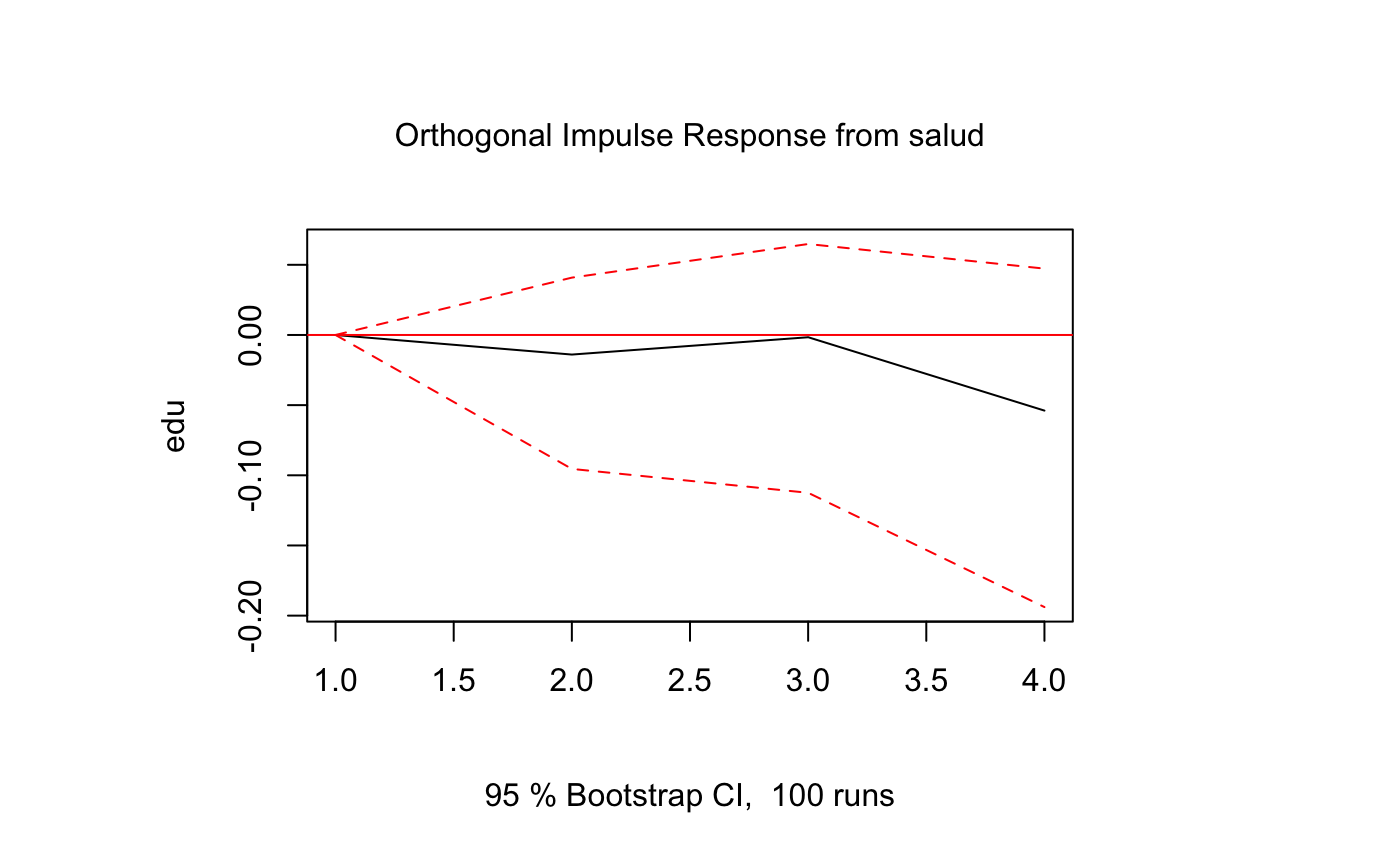 Orthogonal Impulse Response from salud
edu
0.00
-0.10
-0.20
1.0 1.5 2.0 2.5 3.0 3.5 4.0
95 % Bootstrap CI,  100 runs